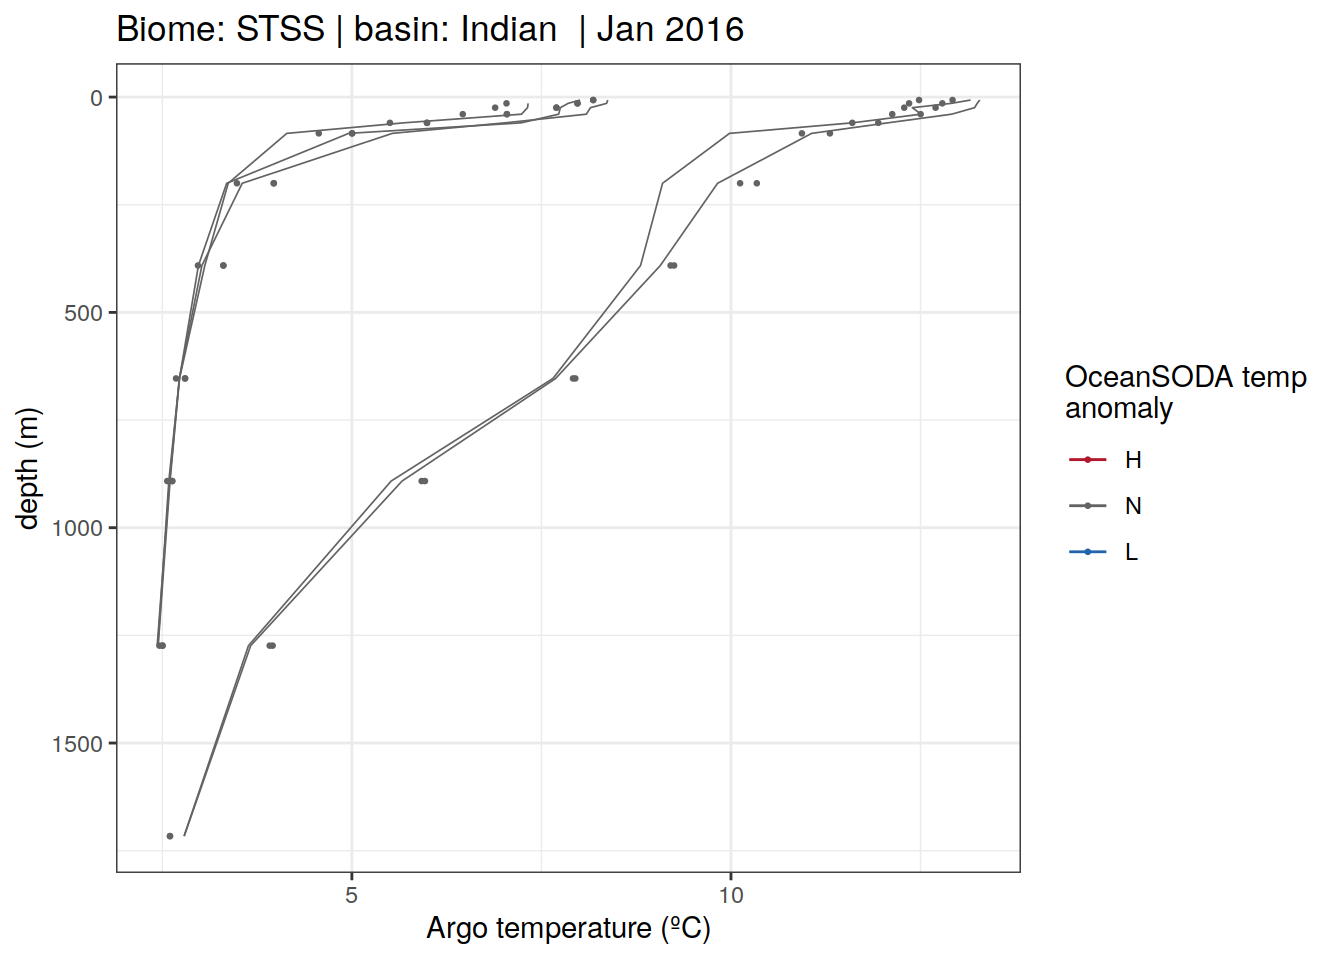 Biome: STSS | basin: Indian  | Jan 2016
0
500
1000
1500
depth (m)
5
10
Argo temperature (ºC)
OceanSODA temp
anomaly
H
N
L